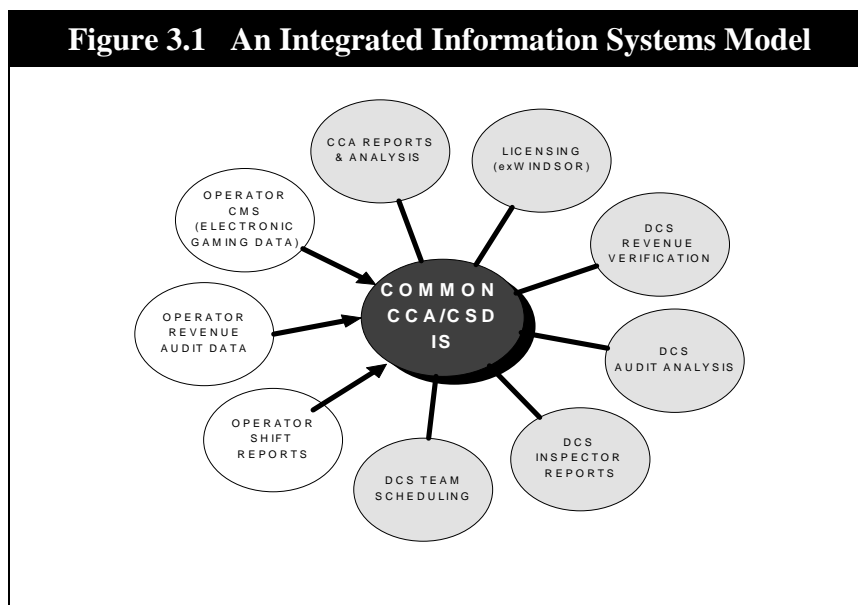 Figure 3.1 An Integrated Information Systems Model
CCA REPORTS
& ANALYSIS
LICENSING
(exWINDSOR)
OPERATOR
CMS
(ELECTRONIC
GAMING DATA)
DCS
REVENUE
VERIFICATION
COMMON
CCA/CSD
IS
OPERATOR
REVENUE
AUDIT DATA
DCS
AUDIT ANALYSIS
OPERATOR
SHIFT
REPORTS
DCS
INSPECTOR
REPORTS
DCS TEAM
SCHEDULING